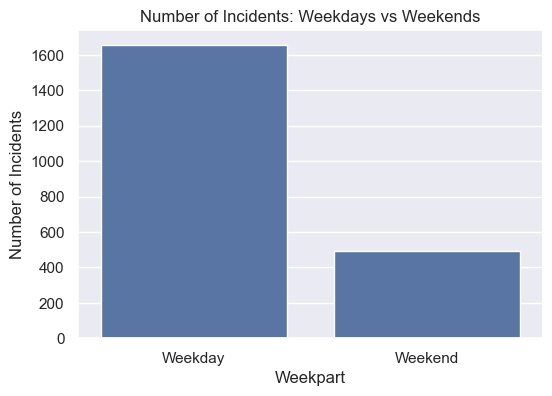 Number of Incidents: Weekdays vs Weekends
1600
1400
1200
1000
800
600
400
200
0
Number of Incidents
Weekday
Weekend
Weekpart